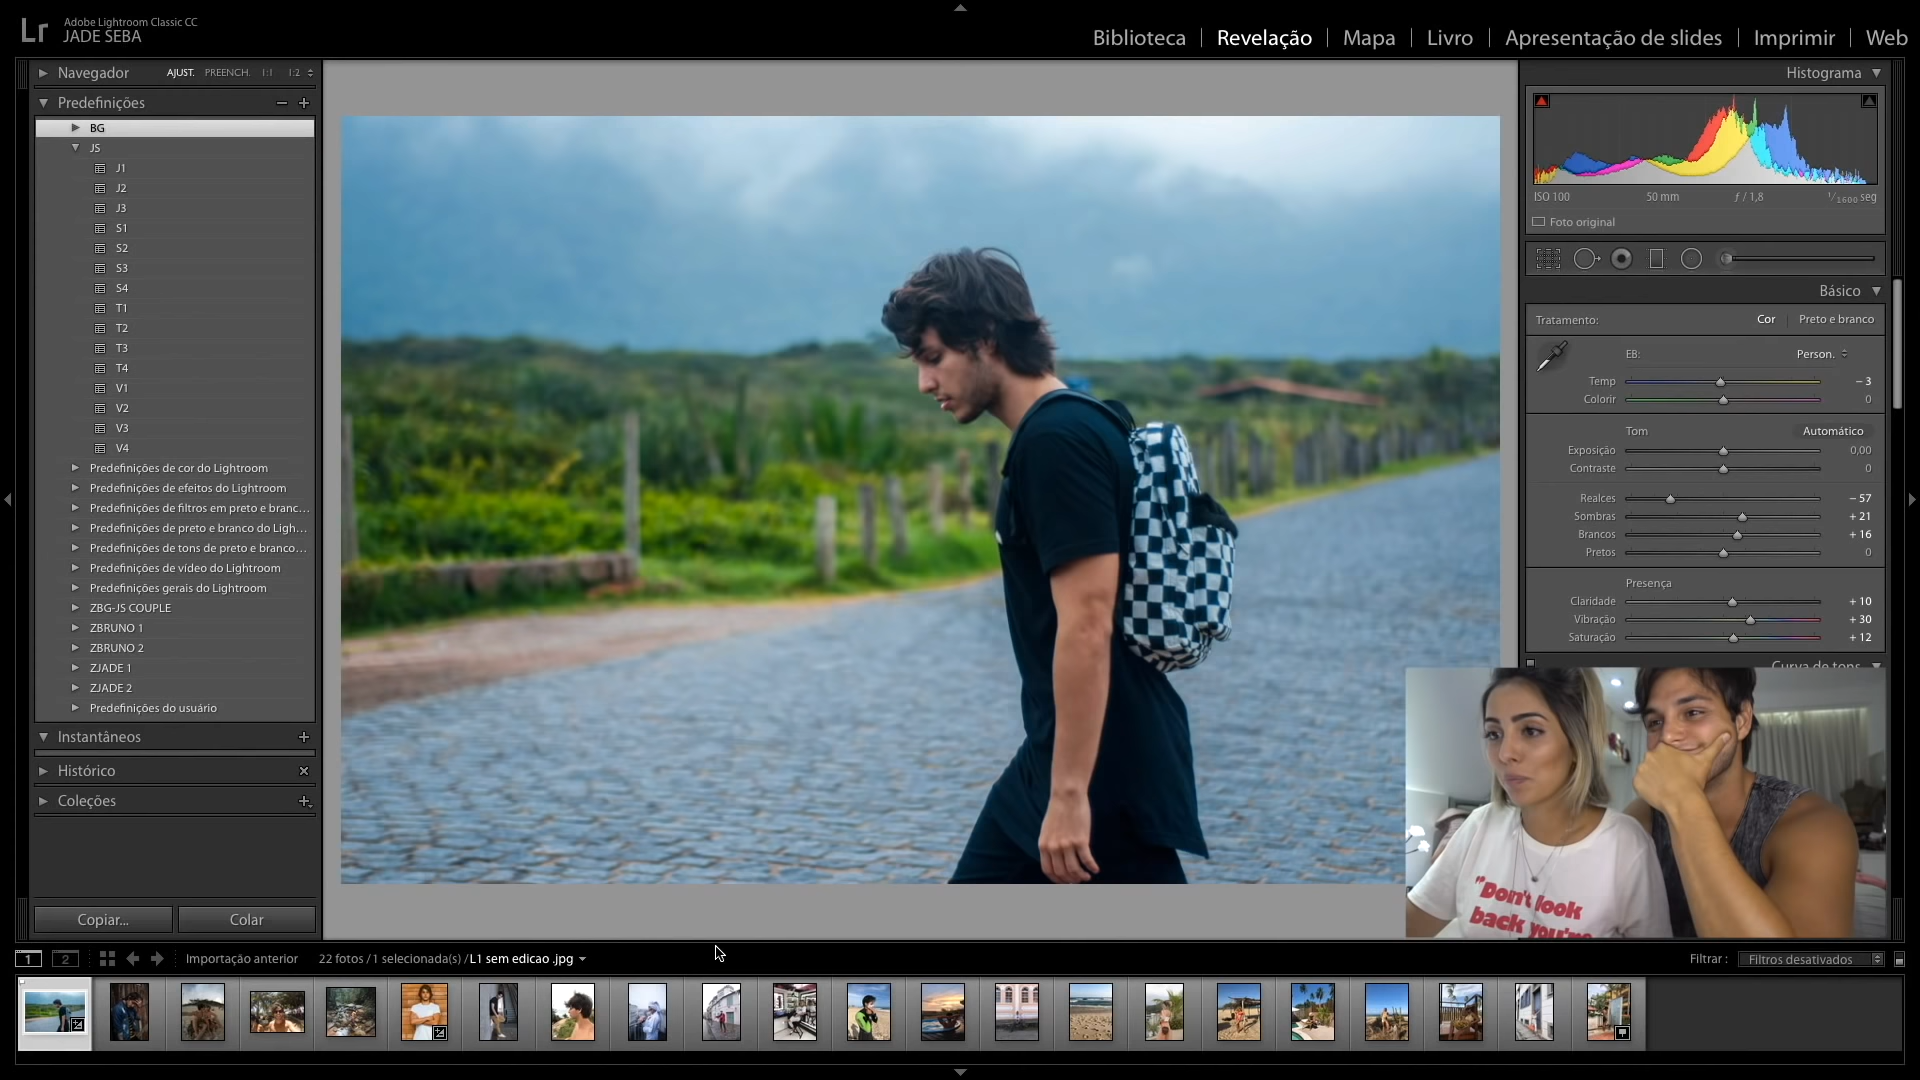 Lr
Adobe Lightroom Classic CC
JADE SEBA
Biblioteca | Revelação | Mapa | Livro | Apresentação de slides | Imprimir | Web
Navegador AJUST. PREENCH. 1:1 1:2
Predefinições
BG
JS
J1
J2
J3
S1
S2
S3
S4
T1
T2
T3
T4
V1
V2
V3
V4
Predefinições de cor do Lightroom
Predefinições de efeitos do Lightroom
Predefinições de filtros em preto e branc...
Predefinições de preto e branco do Ligh...
Predefinições de tons de preto e branco...
Predefinições de vídeo do Lightroom
Predefinições gerais do Lightroom
ZBG-JS COUPLE
ZBRUNO 1
ZBRUNO 2
ZJADE 1
ZJADE 2
Predefinições do usuário
Instantâneos
Histórico
Coleções
Copiar... Colar
Histograma
ISO 100 50 mm ƒ / 1,8 1/1600 seg
Foto original
Básico
Tratamento: Cor | Preto e branco
EB: Person.
Temp – 3
Colorir 0
Tom Automático
Exposição 0,00
Contraste 0
Realces – 57
Sombras + 21
Brancos + 16
Pretos 0
Presença
Claridade + 10
Vibração + 30
Saturação + 12
Curva de tons
"Don't look
back you're
1 2 Importação anterior 22 fotos / 1 selecionada(s) / L1 sem edicao .jpg Filtrar : Filtros desativados